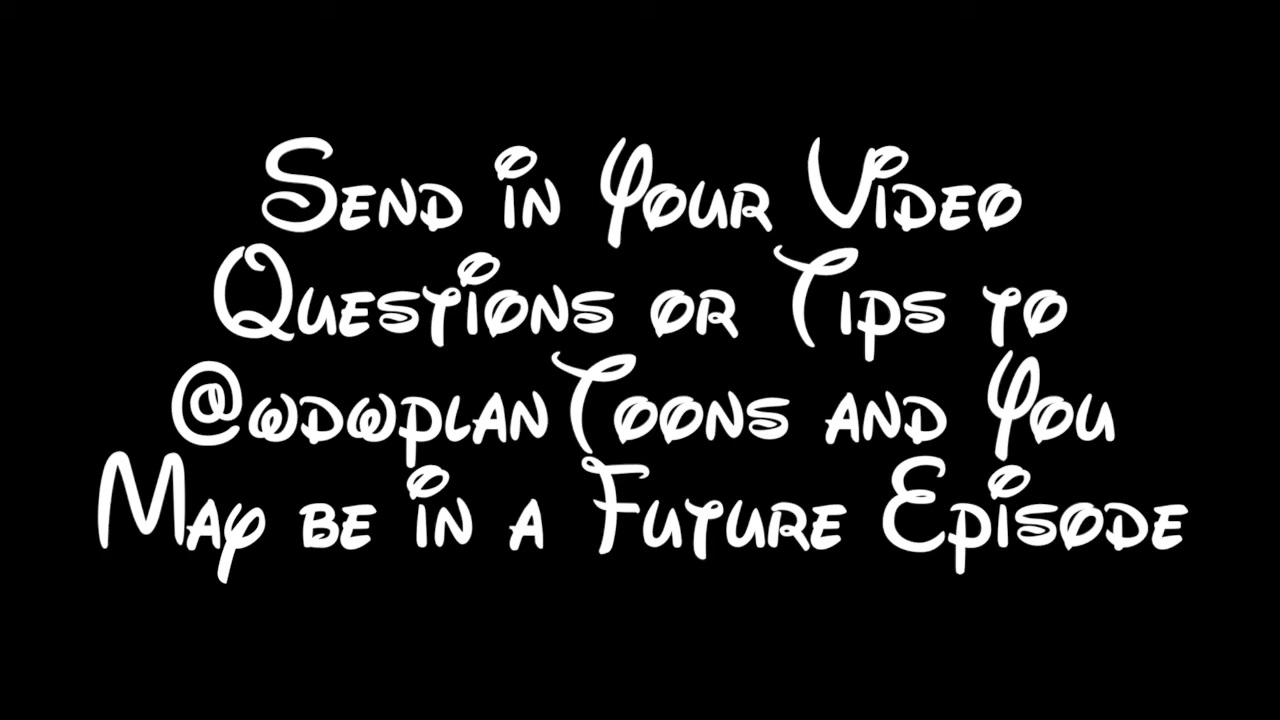 Send in Your Video
Questions or Tips to
@wdwplanToons and You
May be in a Future Episode